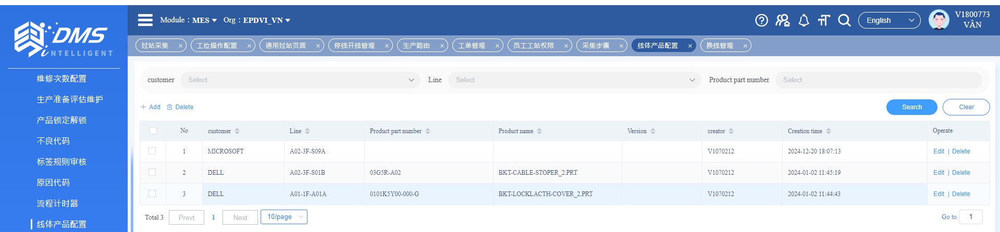 DMS
iNTELLIGENT
维修次数配置
生产准备评估维护
产品锁定解锁
不良代码
标签规则审核
原因代码
流程计时器
线体产品配置
Module：MES Org：EPDVI_VN English V1800773
VÂN
过站采集 × 工位操作配置 × 通用过站页面 × 停线开线管理 × 生产路由 × 工单管理 × 员工工站权限 × 采集步骤 × 线体产品配置 × 换线管理 ×
customer Select Line Select Product part number Select
+ Add Delete Search Clear
No customer Line Product part number Product name Version creator Creation time Operate
1 MICROSOFT A02-3F-S09A V1070212 2024-12-20 18:07:13 Edit | Delete
2 DELL A02-3F-S01B 03G5R-A02 BKT-CABLE-STOPER_2.PRT V1070212 2024-01-02 11:45:19 Edit | Delete
3 DELL A01-1F-A01A 0101K5Y00-000-G BKT-LOCKLACTH-COVER_2.PRT V1070212 2024-01-02 11:44:43 Edit | Delete
Total 3 Prevt 1 Next 10/page Go to 1